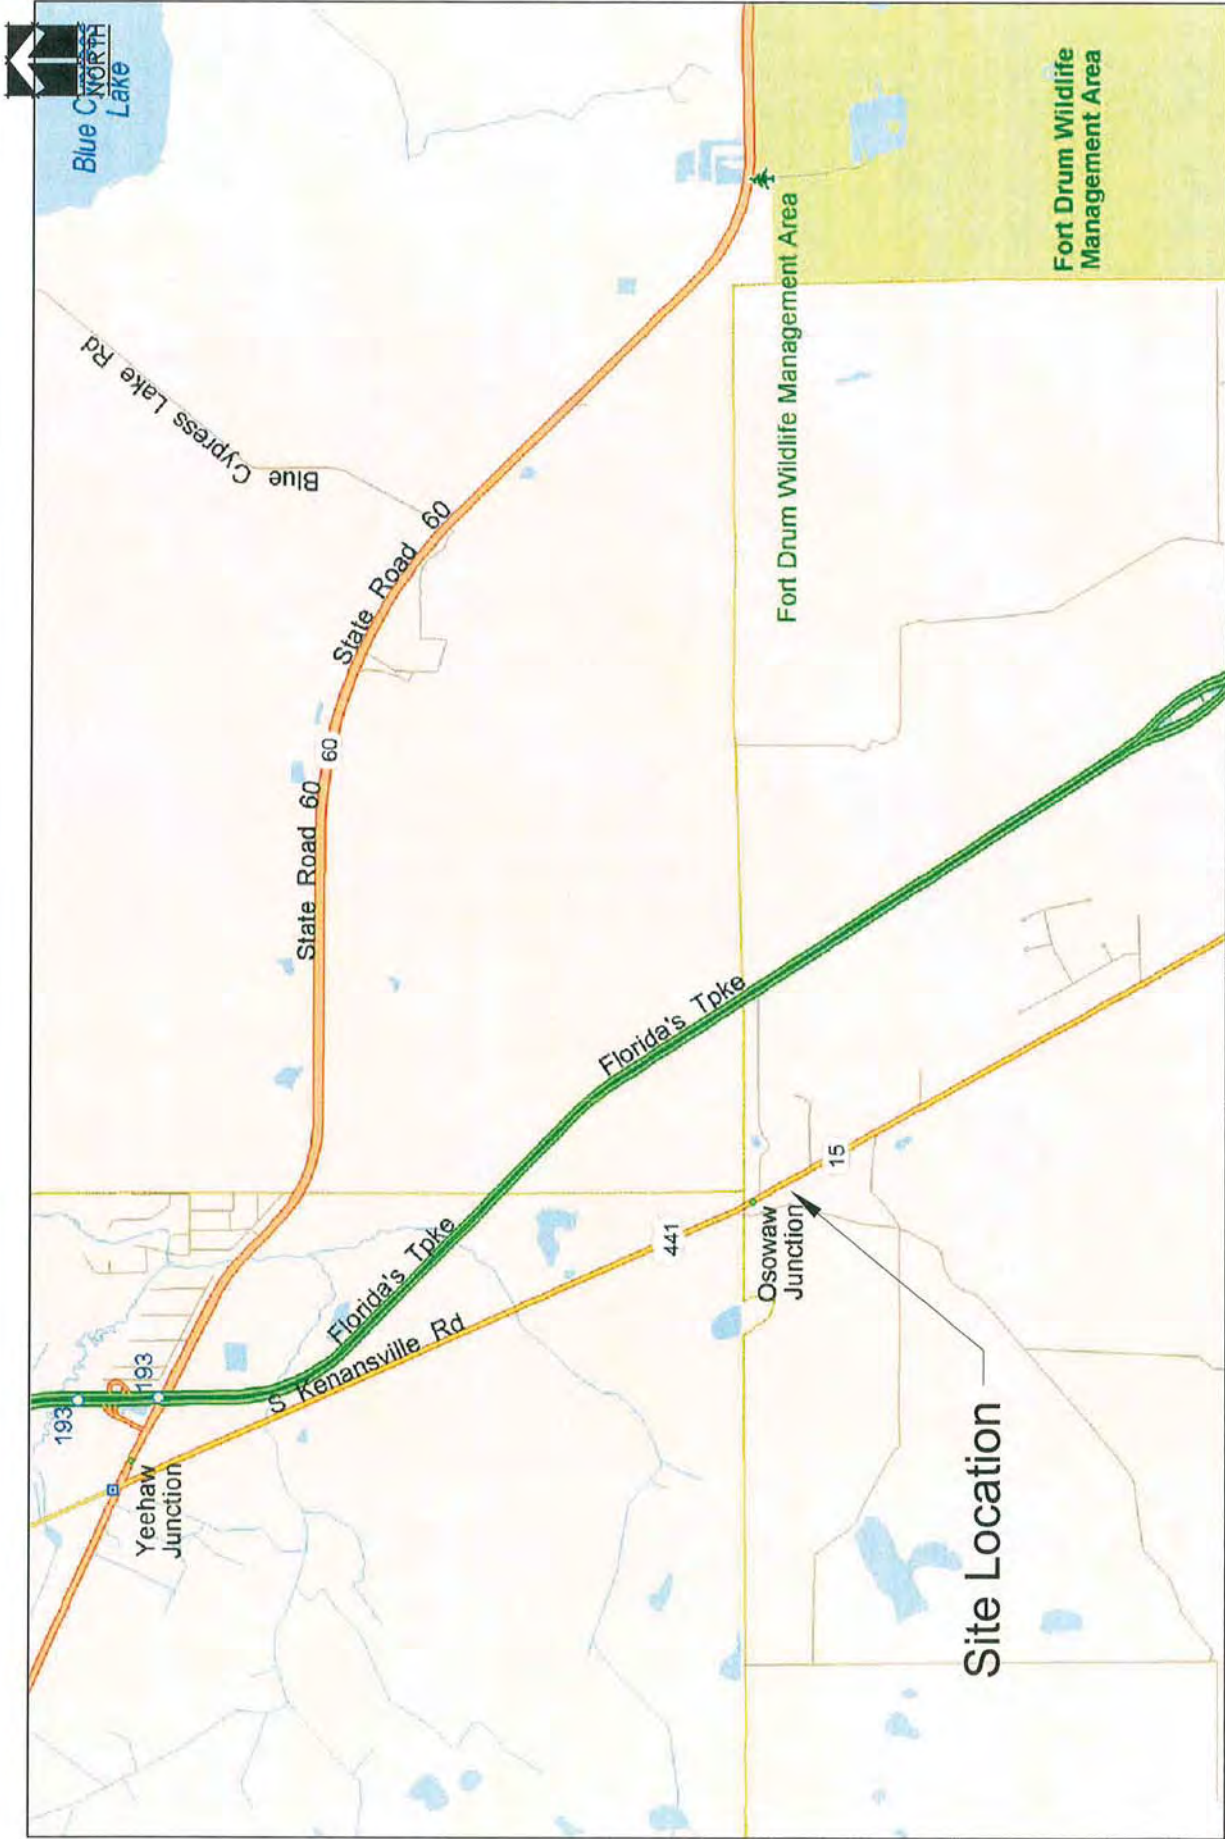 Blue Cypress
Lake
NORTH
Blue Cypress Lake Rd
State Road 60
60
State Road 60
Fort Drum Wildlife Management Area
Fort Drum Wildlife
Management Area
193
193
Yeehaw
Junction
Florida's Tpke
S Kenansville Rd
Florida's Tpke
441
Osowaw
Junction
15
Site Location